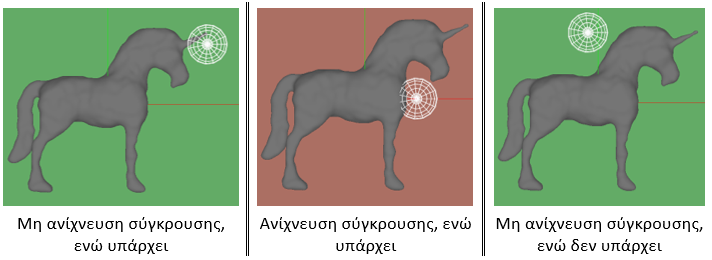 Μη ανίχνευση σύγκρουσης,
ενώ υπάρχει
Ανίχνευση σύγκρουσης, ενώ
υπάρχει
Μη ανίχνευση σύγκρουσης,
ενώ δεν υπάρχει